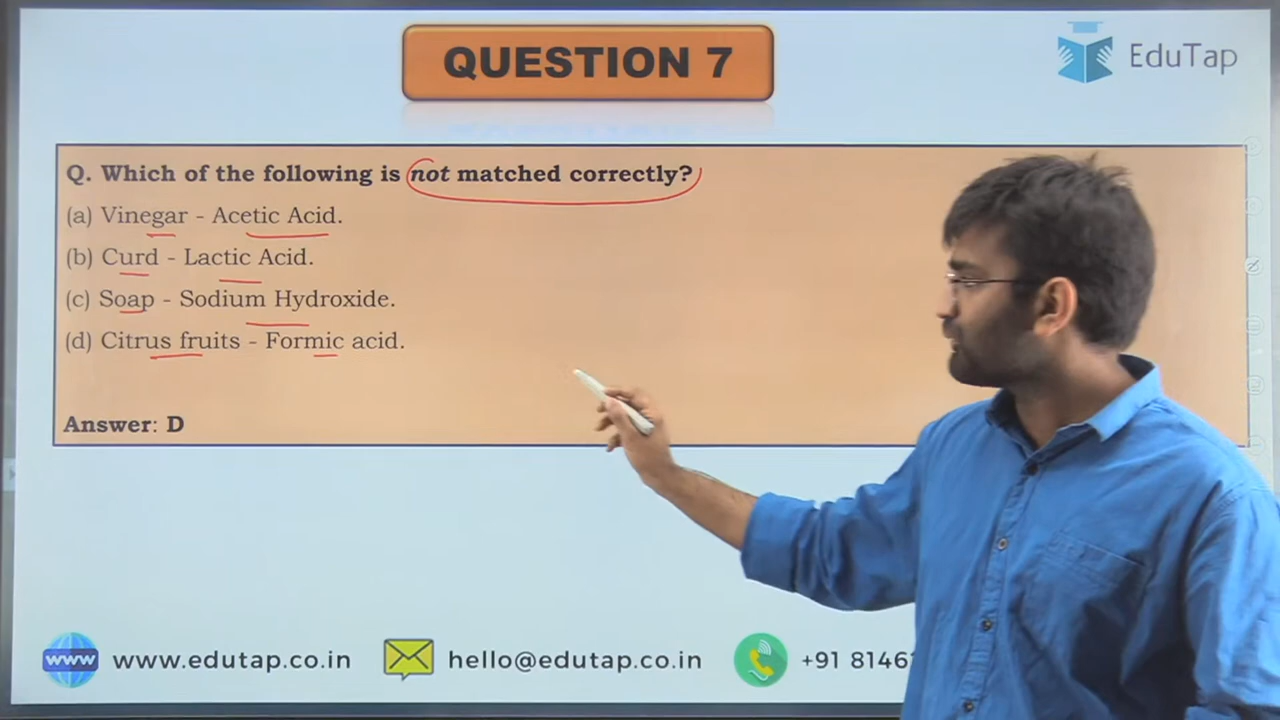 QUESTION 7
EduTap
Q. Which of the following is not matched correctly?
(a) Vinegar - Acetic Acid.
(b) Curd - Lactic Acid.
(c) Soap - Sodium Hydroxide.
(d) Citrus fruits - Formic acid.
Answer: D
www www.edutap.co.in hello@edutap.co.in +91 8146